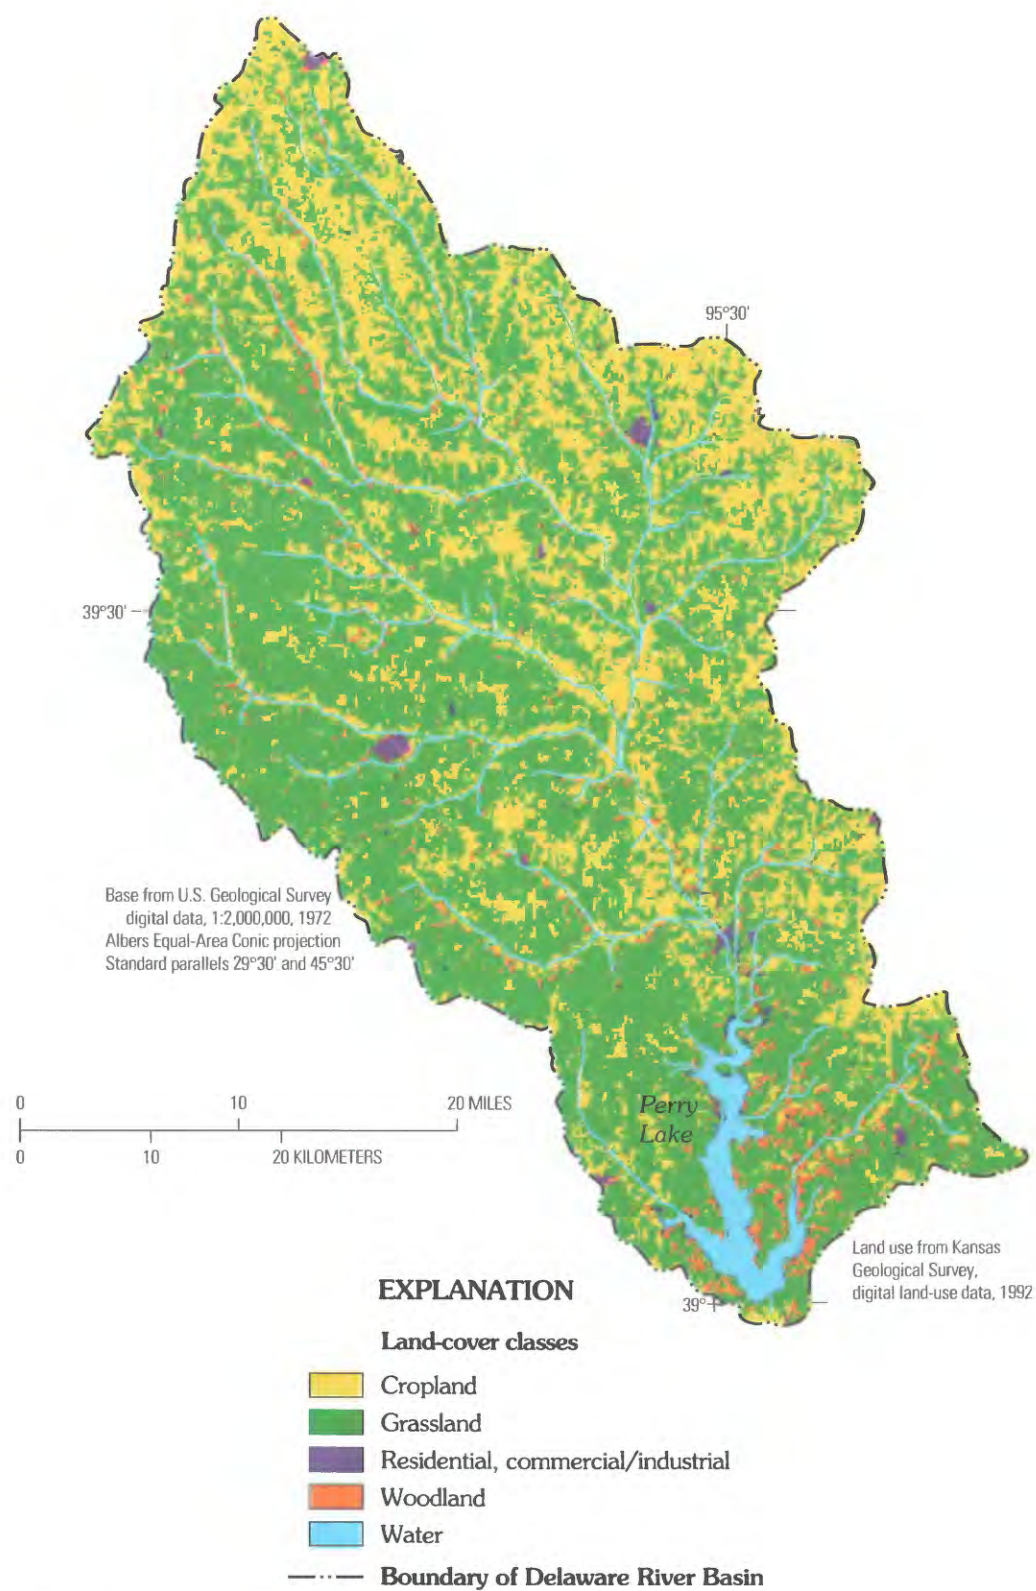 95°30'
39°30'
Base from U.S. Geological Survey
digital data, 1:2,000,000, 1972
Albers Equal-Area Conic projection
Standard parallels 29°30' and 45°30'
0 10 20 MILES
0 10 20 KILOMETERS
Perry
Lake
Land use from Kansas
Geological Survey,
digital land-use data, 1992
39°
EXPLANATION
Land-cover classes
Cropland
Grassland
Residential, commercial/industrial
Woodland
Water
Boundary of Delaware River Basin